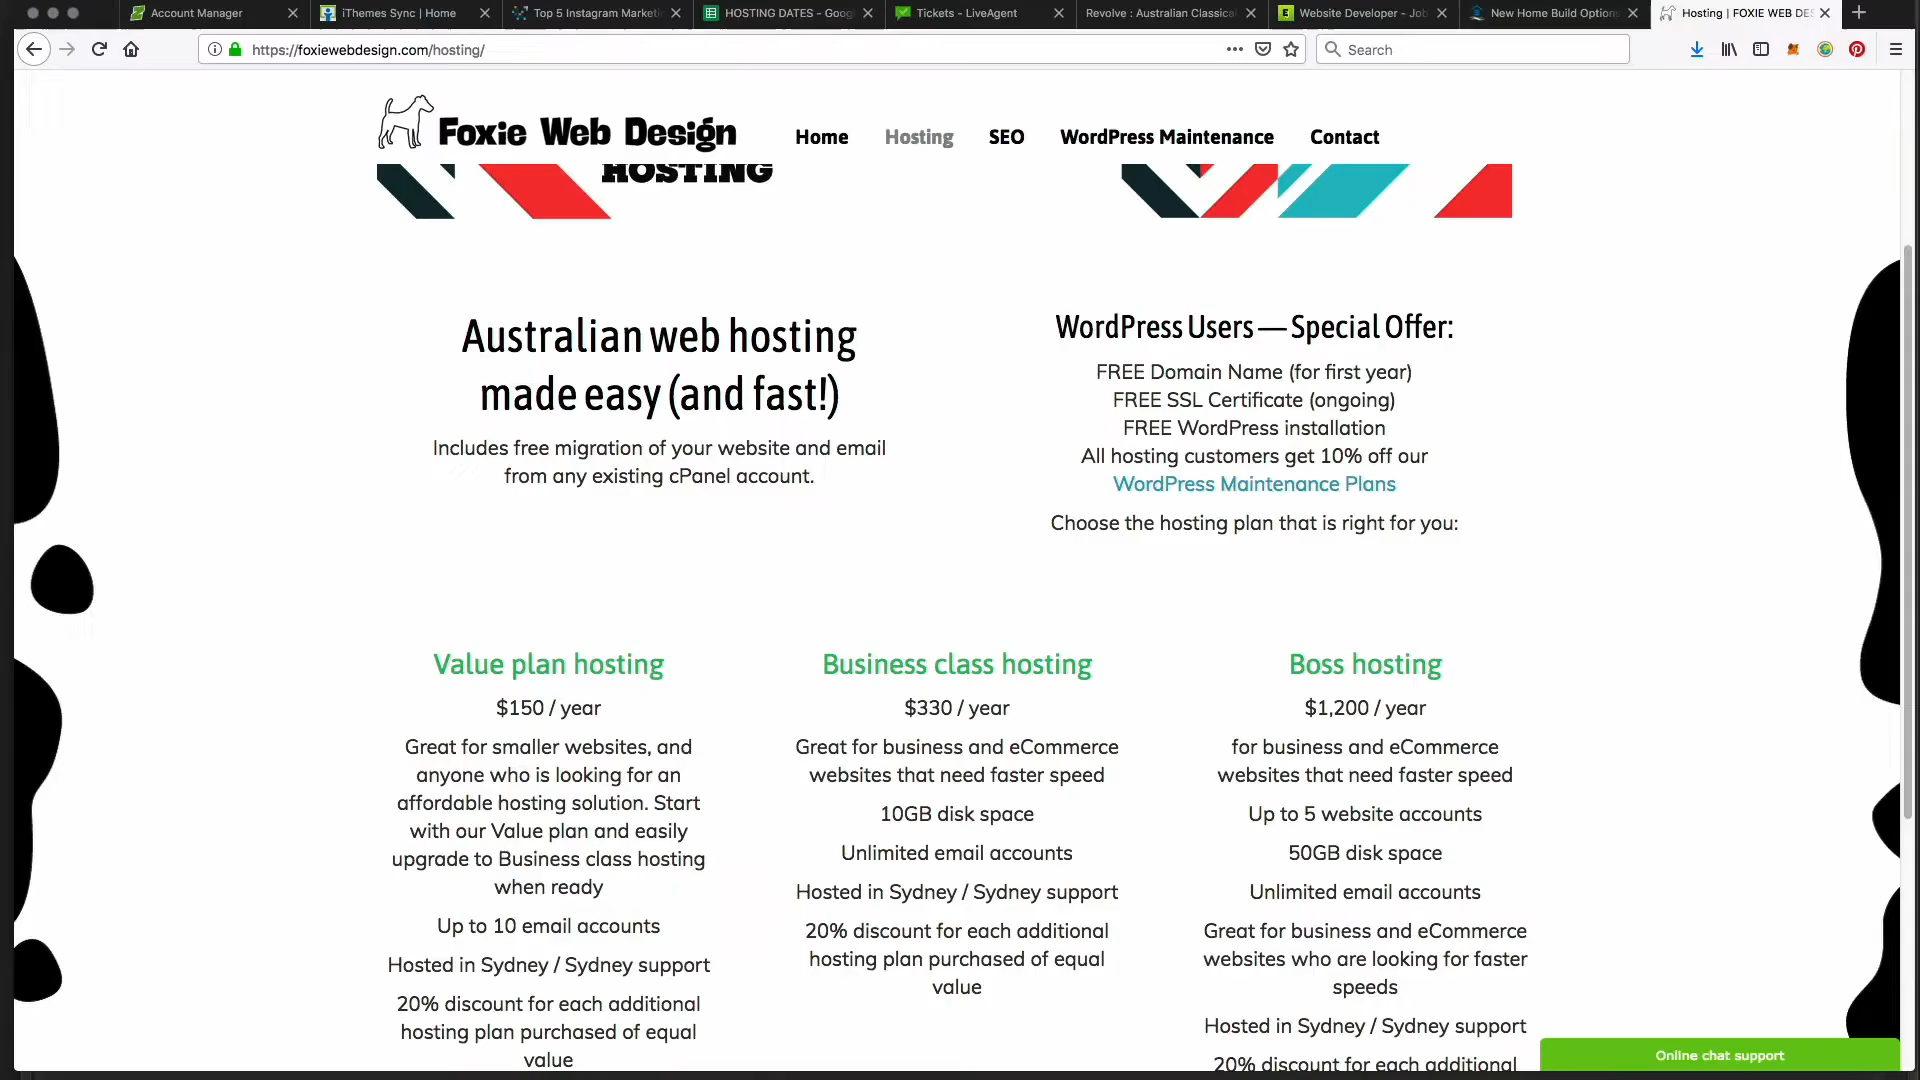 Account Manager
iThemes Sync | Home
Top 5 Instagram Marketin
HOSTING DATES - Goog
Tickets - LiveAgent
Revolve : Australian Classica
Website Developer - Job
New Home Build Options
Hosting | FOXIE WEB DES
https://foxiewebdesign.com/hosting/
Search
Foxie Web Design
Home
Hosting
SEO
WordPress Maintenance
Contact
HOSTING
Australian web hosting
made easy (and fast!)
Includes free migration of your website and email
from any existing cPanel account.
WordPress Users — Special Offer:
FREE Domain Name (for first year)
FREE SSL Certificate (ongoing)
FREE WordPress installation
All hosting customers get 10% off our
WordPress Maintenance Plans
Choose the hosting plan that is right for you:
Value plan hosting
$150 / year
Great for smaller websites, and
anyone who is looking for an
affordable hosting solution. Start
with our Value plan and easily
upgrade to Business class hosting
when ready
Up to 10 email accounts
Hosted in Sydney / Sydney support
20% discount for each additional
hosting plan purchased of equal
value
Business class hosting
$330 / year
Great for business and eCommerce
websites that need faster speed
10GB disk space
Unlimited email accounts
Hosted in Sydney / Sydney support
20% discount for each additional
hosting plan purchased of equal
value
Boss hosting
$1,200 / year
for business and eCommerce
websites that need faster speed
Up to 5 website accounts
50GB disk space
Unlimited email accounts
Great for business and eCommerce
websites who are looking for faster
speeds
Hosted in Sydney / Sydney support
20% discount for each additional
Online chat support